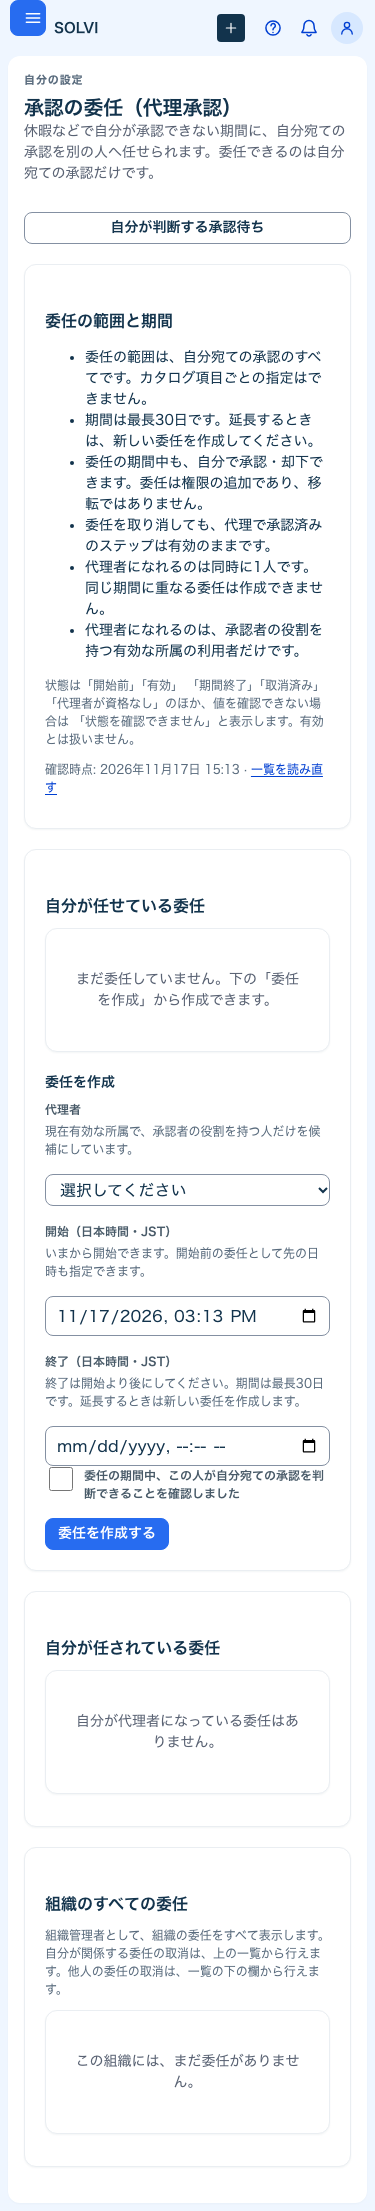 SOLVI
自分の設定
承認の委任（代理承認）
休暇などで自分が承認できない期間に、自分宛ての
承認を別の人へ任せられます。委任できるのは自分
宛ての承認だけです。
自分が判断する承認待ち
委任の範囲と期間
• 委任の範囲は、自分宛ての承認のすべ
てです。カタログ項目ごとの指定はで
きません。
• 期間は最長30日です。延長するときは
は、新しい委任を作成してください。
• 委任の期間中も、自分で承認・却下で
きます。委任は権限の追加であり、移
転ではありません。
• 委任を取り消しても、代理で承認済み
のステップは有効のままです。
• 代理者になれるのは同時に1人です。
同じ期間に重なる委任は作成できませ
ん。
• 代理者になれるのは、承認者の役割を
持つ有効な所属の利用者だけです。
状態は「開始前」「有効」 「期間終了」「取消済み」
「代理者が資格なし」のほか、値を確認できない場
合は 「状態を確認できません」と表示します。有効
とは扱いません。
確認時点: 2026年11月17日 15:13 · 一覧を読み直
す
自分が任せている委任
まだ委任していません。下の「委任
を作成」から作成できます。
委任を作成
代理者
現在有効な所属で、承認者の役割を持つ人だけを候
補にしています。
選択してください
開始（日本時間・JST）
いまから開始できます。開始前の委任として先の日
時も指定できます。
11/17/2026, 03:13 PM
終了（日本時間・JST）
終了は開始より後にしてください。期間は最長30日
です。延長するときは新しい委任を作成します。
mm/dd/yyyy, --:-- --
委任の期間中、この人が自分宛ての承認を判
断できることを確認しました
委任を作成する
自分が任されている委任
自分が代理者になっている委任はあ
りません。
組織のすべての委任
組織管理者として、組織の委任をすべて表示します。
自分が関係する委任の取消は、上の一覧から行えま
す。他人の委任の取消は、一覧の下の欄から行えま
す。
この組織には、まだ委任がありませ
ん。